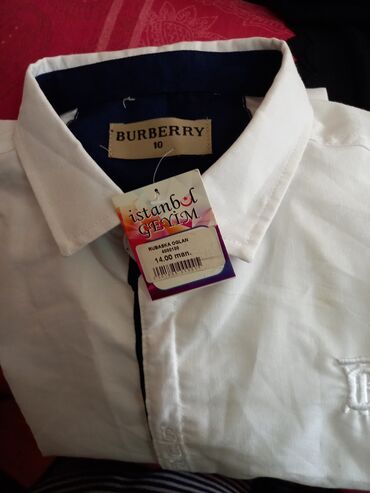 BURBERRY
10
istanbul
GEYİM
RUBASKA OGLAN
14.00 man.